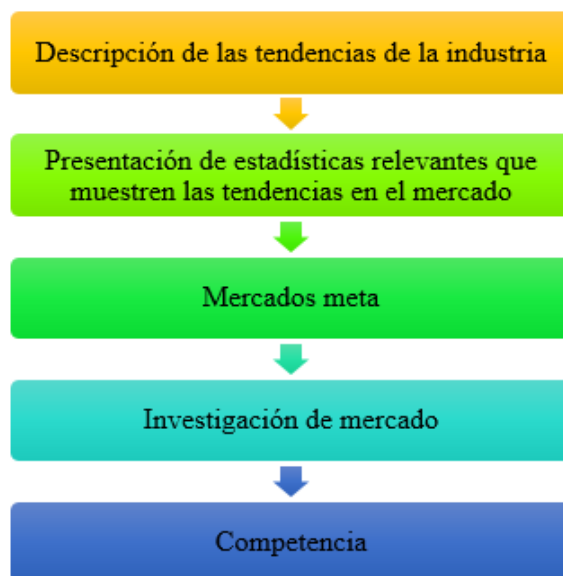 Descripción de las tendencias de la industria
Presentación de estadísticas relevantes que
muestren las tendencias en el mercado
Mercados meta
Investigación de mercado
Competencia